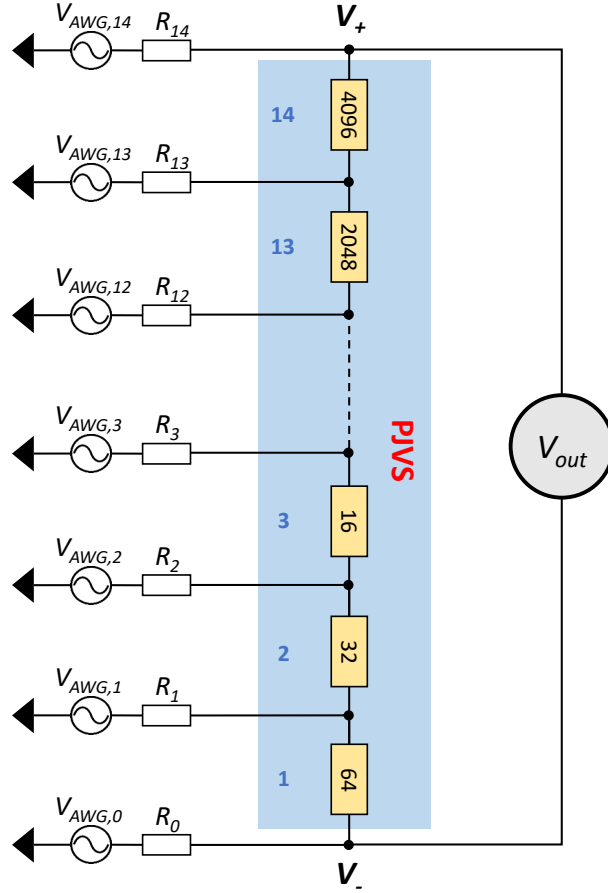 V_AWG,14 R_14 V_+
14 4096
V_AWG,13 R_13
13 2048
V_AWG,12 R_12
V_AWG,3 R_3 PJVS V_out
3 16
V_AWG,2 R_2
2 32
V_AWG,1 R_1
1 64
V_AWG,0 R_0
V_-